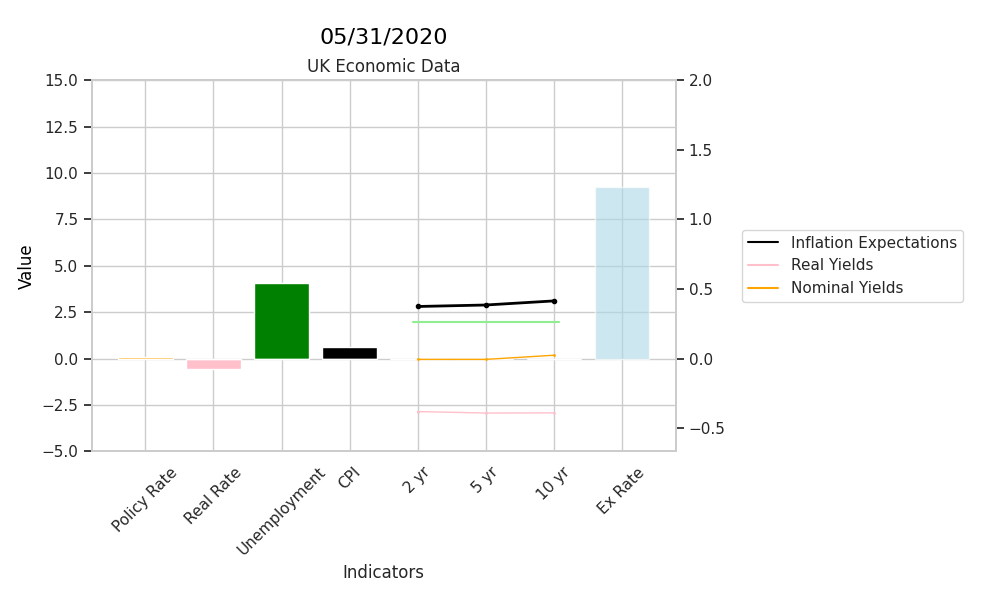 05/31/2020
UK Economic Data
15.0
12.5
10.0
7.5
5.0
2.5
0.0
−2.5
−5.0
Value
2.0
1.5
1.0
0.5
0.0
−0.5
Inflation Expectations
Real Yields
Nominal Yields
Policy Rate
Real Rate
Unemployment
CPI
2 yr
5 yr
10 yr
Ex Rate
Indicators